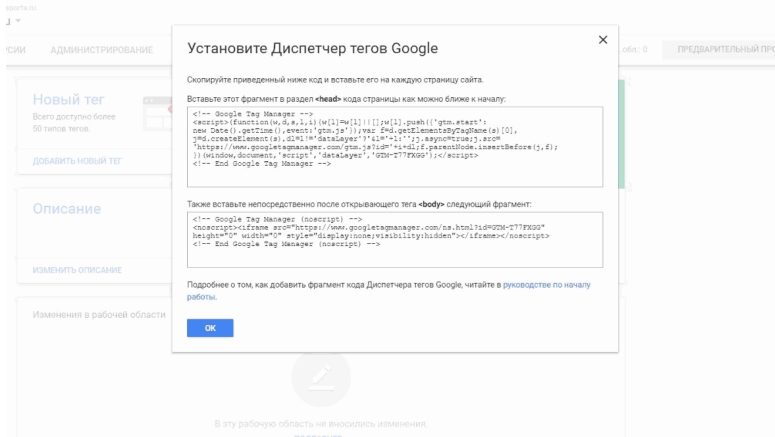 sports.ru
U
РСИИ АДМИНИСТРИРОВАНИЕ
обл.: 0 ПРЕДВАРИТЕЛЬНЫЙ ПРО
Установите Диспетчер тегов Google
Скопируйте приведенный ниже код и вставьте его на каждую страницу сайта.
Вставьте этот фрагмент в раздел <head> кода страницы как можно ближе к началу:
<!-- Google Tag Manager -->
<script>(function(w,d,s,l,i){w[l]=w[l]||[];w[l].push({'gtm.start':
new Date().getTime(),event:'gtm.js'});var f=d.getElementsByTagName(s)[0],
j=d.createElement(s),dl=l!='dataLayer'?'&l='+l:'';j.async=true;j.src=
'https://www.googletagmanager.com/gtm.js?id='+i+dl;f.parentNode.insertBefore(j,f);
})(window,document,'script','dataLayer','GTM-T77FXGG');</script>
<!-- End Google Tag Manager -->
Также вставьте непосредственно после открывающего тега <body> следующий фрагмент:
<!-- Google Tag Manager (noscript) -->
<noscript><iframe src="https://www.googletagmanager.com/ns.html?id=GTM-T77FXGG"
height="0" width="0" style="display:none;visibility:hidden"></iframe></noscript>
<!-- End Google Tag Manager (noscript) -->
Подробнее о том, как добавить фрагмент кода Диспетчера тегов Google, читайте в руководстве по началу
работы.
ОК
Новый тег
Всего доступно более
50 типов тегов.
ДОБАВИТЬ НОВЫЙ ТЕГ
Описание
ИЗМЕНИТЬ ОПИСАНИЕ
Изменения в рабочей области
В эту рабочую область не вносились изменения.